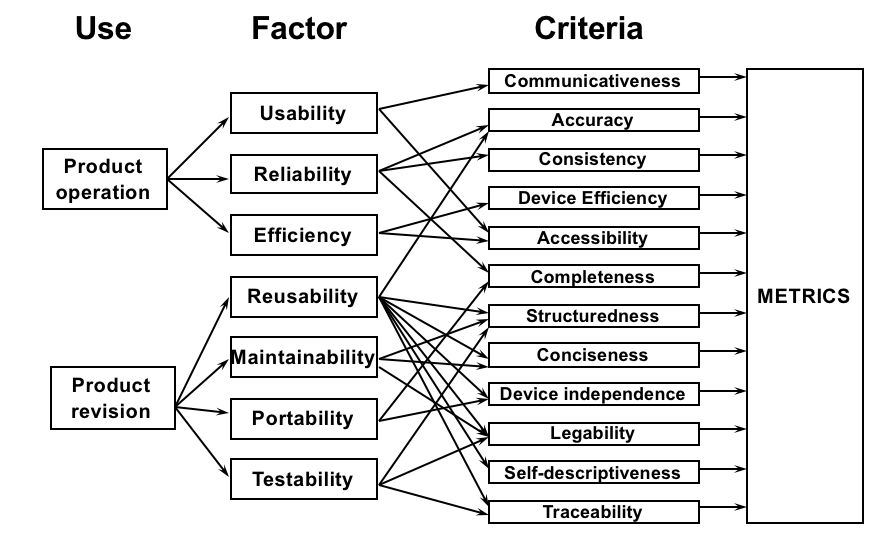 Use
Factor
Criteria
Product
operation
Product
revision
Usability
Reliability
Efficiency
Reusability
Maintainability
Portability
Testability
Communicativeness
Accuracy
Consistency
Device Efficiency
Accessibility
Completeness
Structuredness
Conciseness
Device independence
Legability
Self-descriptiveness
Traceability
METRICS